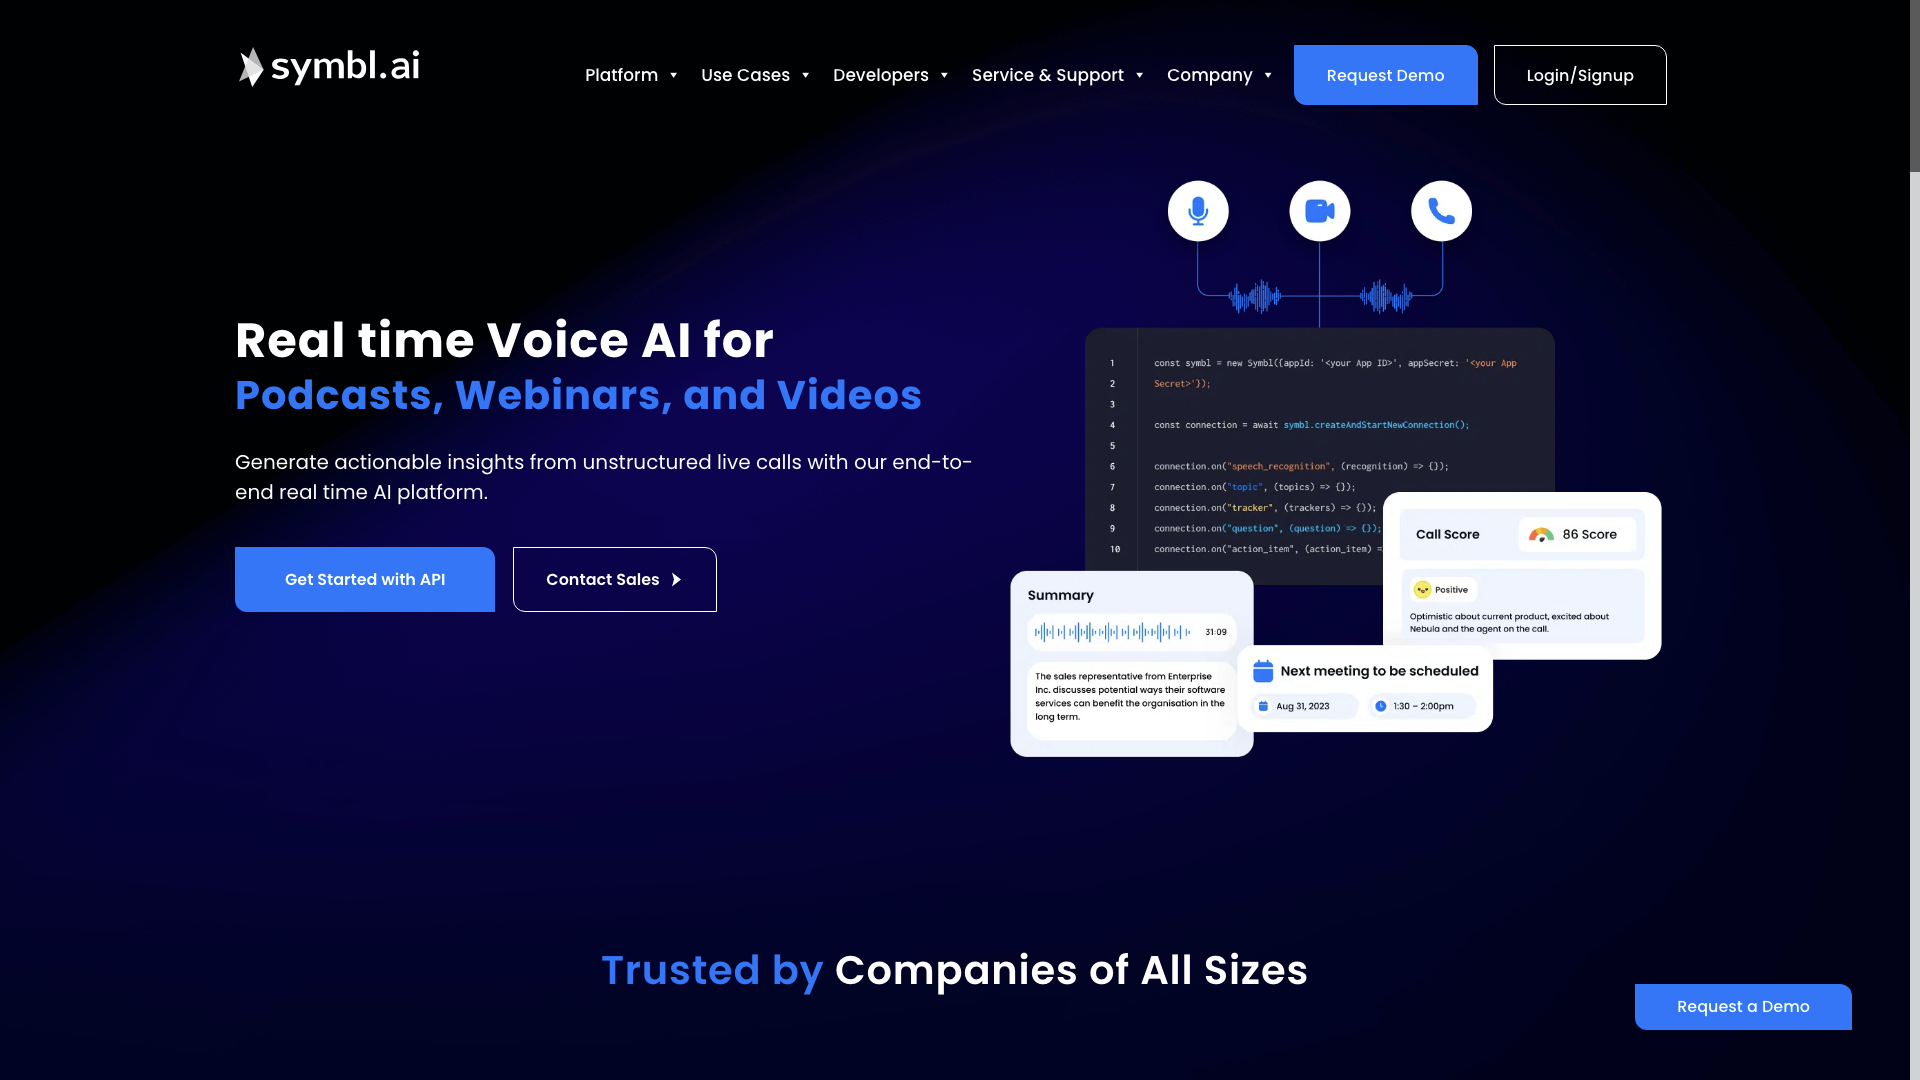 symbl.ai
Platform
Use Cases
Developers
Service & Support
Company
Request Demo
Login/Signup
Real time Voice AI for
Podcasts, Webinars, and Videos
Generate actionable insights from unstructured live calls with our end-to-
end real time AI platform.
Get Started with API
Contact Sales
1 const symbl = new Symbl({appId: '<your App ID>', appSecret: '<your App
2 Secret>'});
3
4 const connection = await symbl.createAndStartNewConnection();
5
6 connection.on("speech_recognition", (recognition) => {});
7 connection.on("topic", (topics) => {});
8 connection.on("tracker", (trackers) => {});
9 connection.on("question", (question) => {});
10 connection.on("action_item", (action_item) =
Call Score
86 Score
Positive
Optimistic about current product, excited about
Nebula and the agent on the call.
Summary
31:09
The sales representative from Enterprise
Inc. discusses potential ways their software
services can benefit the organisation in the
long term.
Next meeting to be scheduled
Aug 31, 2023
1:30 - 2:00pm
Trusted by Companies of All Sizes
Request a Demo